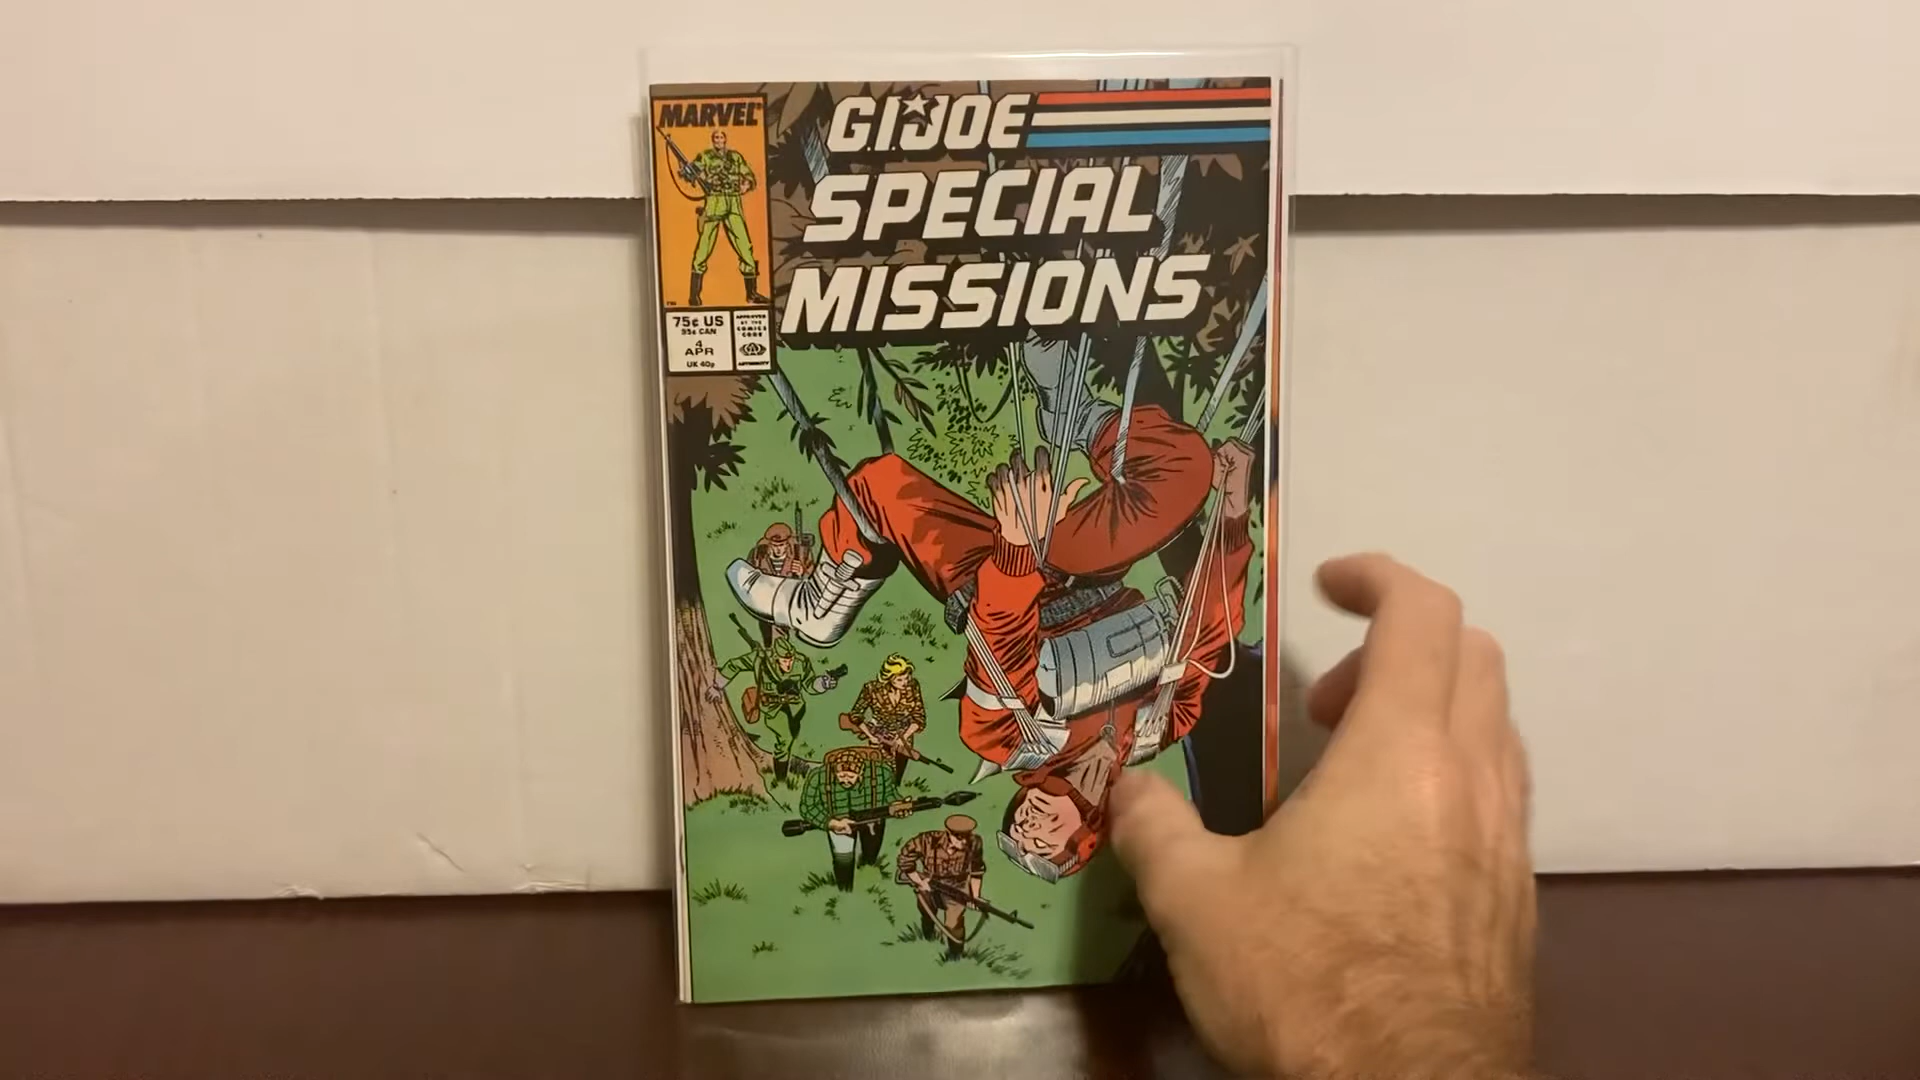 MARVEL
G.I. JOE
SPECIAL
MISSIONS
75¢ US
95¢ CAN
4
APR
UK 40p
APPROVED
BY THE
COMICS
CODE
AUTHORITY